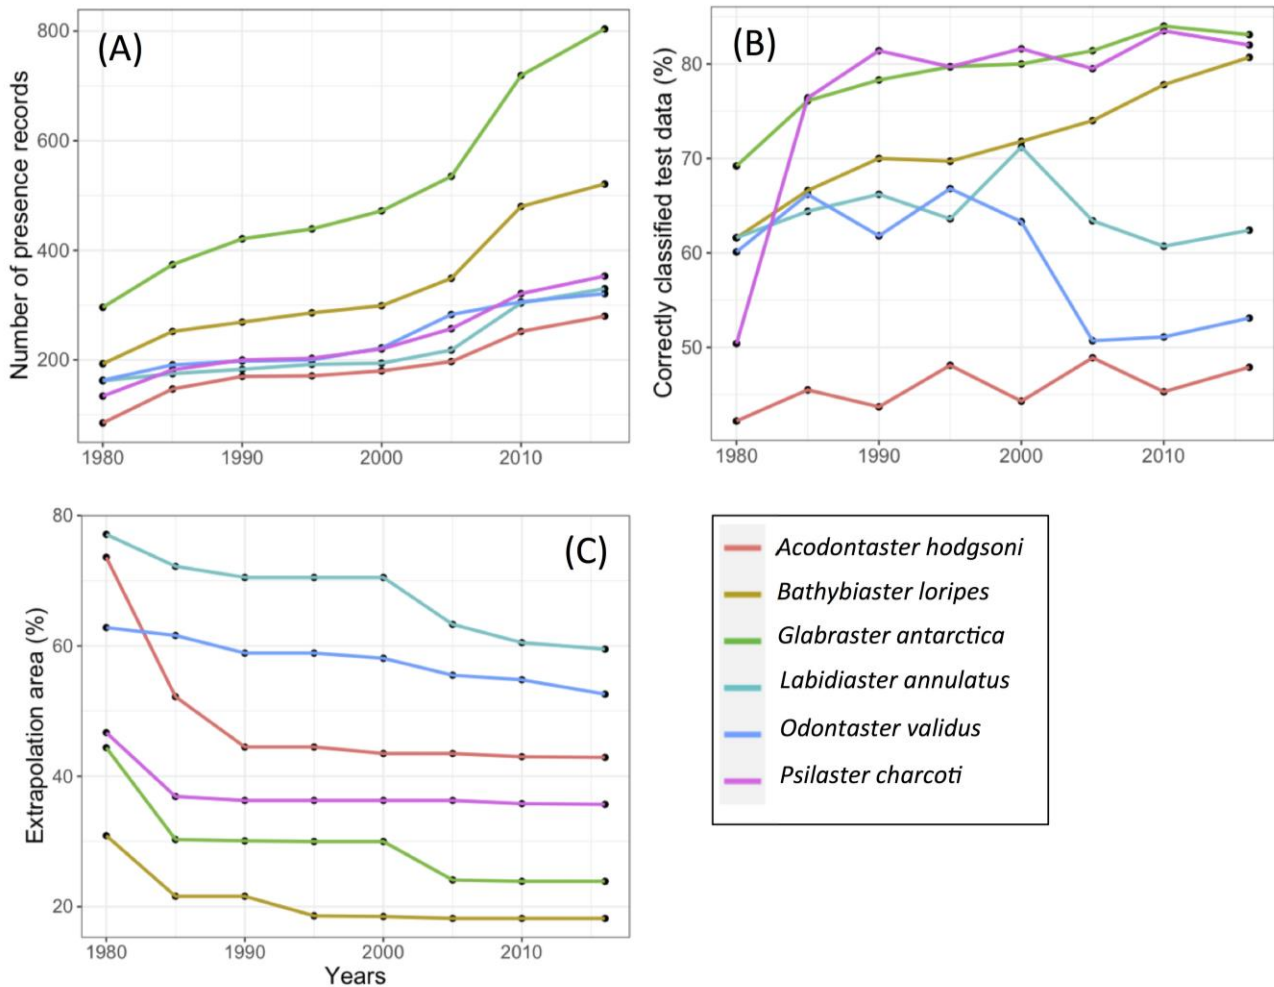 (A)
Number of presence records
800
600
400
200
1980 1990 2000 2010
(B)
Correctly classified test data (%)
80
70
60
50
1980 1990 2000 2010
(C)
Extrapolation area (%)
80
60
40
20
1980 1990 2000 2010
Years
Acodontaster hodgsoni
Bathybiaster loripes
Glabraster antarctica
Labidiaster annulatus
Odontaster validus
Psilaster charcoti